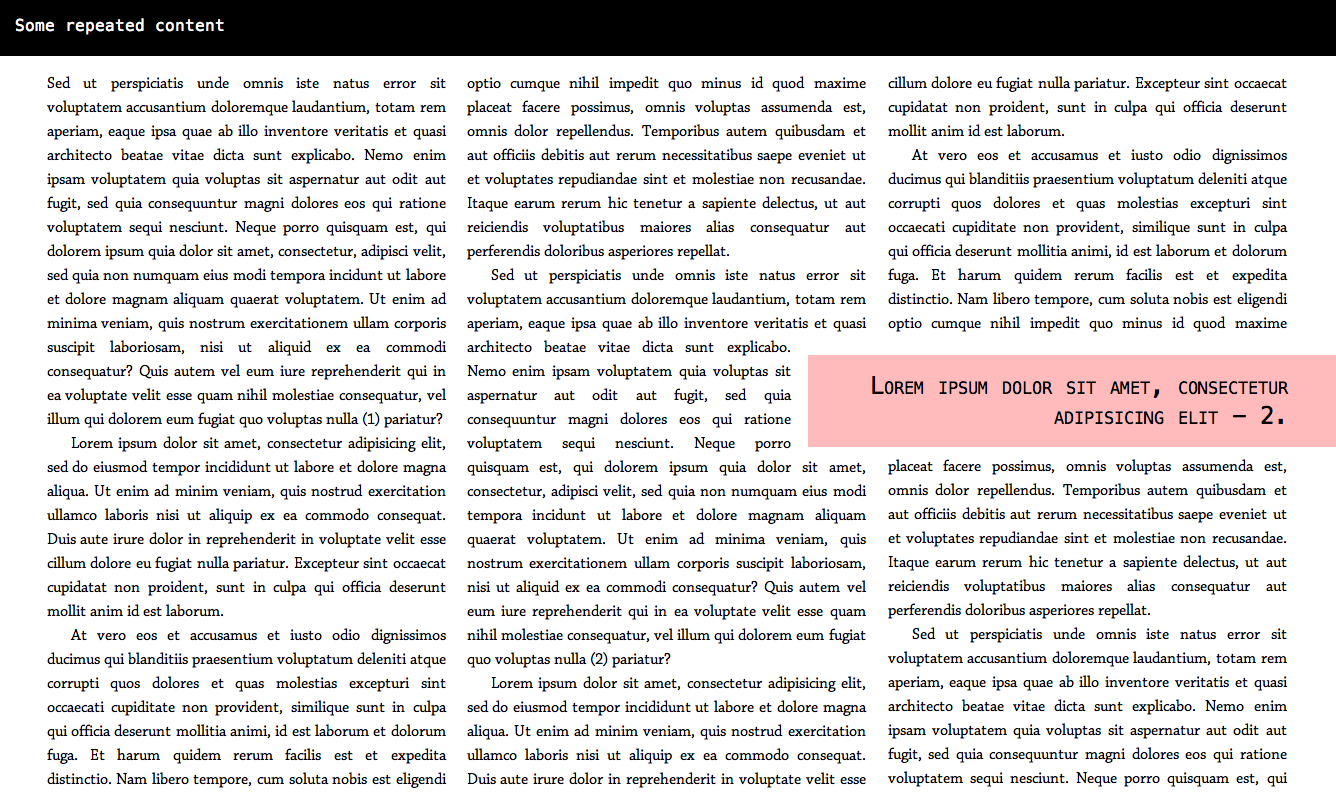 Some repeated content
Sed ut perspiciatis unde omnis iste natus error sit
voluptatem accusantium doloremque laudantium, totam rem
aperiam, eaque ipsa quae ab illo inventore veritatis et quasi
architecto beatae vitae dicta sunt explicabo. Nemo enim
ipsam voluptatem quia voluptas sit aspernatur aut odit aut
fugit, sed quia consequuntur magni dolores eos qui ratione
voluptatem sequi nesciunt. Neque porro quisquam est, qui
dolorem ipsum quia dolor sit amet, consectetur, adipisci velit,
sed quia non numquam eius modi tempora incidunt ut labore
et dolore magnam aliquam quaerat voluptatem. Ut enim ad
minima veniam, quis nostrum exercitationem ullam corporis
suscipit laboriosam, nisi ut aliquid ex ea commodi
consequatur? Quis autem vel eum iure reprehenderit qui in
ea voluptate velit esse quam nihil molestiae consequatur, vel
illum qui dolorem eum fugiat quo voluptas nulla (1) pariatur?
Lorem ipsum dolor sit amet, consectetur adipisicing elit,
sed do eiusmod tempor incididunt ut labore et dolore magna
aliqua. Ut enim ad minim veniam, quis nostrud exercitation
ullamco laboris nisi ut aliquip ex ea commodo consequat.
Duis aute irure dolor in reprehenderit in voluptate velit esse
cillum dolore eu fugiat nulla pariatur. Excepteur sint occaecat
cupidatat non proident, sunt in culpa qui officia deserunt
mollit anim id est laborum.
At vero eos et accusamus et iusto odio dignissimos
ducimus qui blanditiis praesentium voluptatum deleniti atque
corrupti quos dolores et quas molestias excepturi sint
occaecati cupiditate non provident, similique sunt in culpa
qui officia deserunt mollitia animi, id est laborum et dolorum
fuga. Et harum quidem rerum facilis est et expedita
distinctio. Nam libero tempore, cum soluta nobis est eligendi
optio cumque nihil impedit quo minus id quod maxime
placeat facere possimus, omnis voluptas assumenda est,
omnis dolor repellendus. Temporibus autem quibusdam et
aut officiis debitis aut rerum necessitatibus saepe eveniet ut
et voluptates repudiandae sint et molestiae non recusandae.
Itaque earum rerum hic tenetur a sapiente delectus, ut aut
reiciendis voluptatibus maiores alias consequatur aut
perferendis doloribus asperiores repellat.
Sed ut perspiciatis unde omnis iste natus error sit
voluptatem accusantium doloremque laudantium, totam rem
aperiam, eaque ipsa quae ab illo inventore veritatis et quasi
architecto beatae vitae dicta sunt explicabo.
Nemo enim ipsam voluptatem quia voluptas sit
aspernatur aut odit aut fugit, sed quia
consequuntur magni dolores eos qui ratione
voluptatem sequi nesciunt. Neque porro
quisquam est, qui dolorem ipsum quia dolor sit amet,
consectetur, adipisci velit, sed quia non numquam eius modi
tempora incidunt ut labore et dolore magnam aliquam
quaerat voluptatem. Ut enim ad minima veniam, quis
nostrum exercitationem ullam corporis suscipit laboriosam,
nisi ut aliquid ex ea commodi consequatur? Quis autem vel
eum iure reprehenderit qui in ea voluptate velit esse quam
nihil molestiae consequatur, vel illum qui dolorem eum fugiat
quo voluptas nulla (2) pariatur?
Lorem ipsum dolor sit amet, consectetur adipisicing elit,
sed do eiusmod tempor incididunt ut labore et dolore magna
aliqua. Ut enim ad minim veniam, quis nostrud exercitation
ullamco laboris nisi ut aliquip ex ea commodo consequat.
Duis aute irure dolor in reprehenderit in voluptate velit esse
cillum dolore eu fugiat nulla pariatur. Excepteur sint occaecat
cupidatat non proident, sunt in culpa qui officia deserunt
mollit anim id est laborum.
At vero eos et accusamus et iusto odio dignissimos
ducimus qui blanditiis praesentium voluptatum deleniti atque
corrupti quos dolores et quas molestias excepturi sint
occaecati cupiditate non provident, similique sunt in culpa
qui officia deserunt mollitia animi, id est laborum et dolorum
fuga. Et harum quidem rerum facilis est et expedita
distinctio. Nam libero tempore, cum soluta nobis est eligendi
optio cumque nihil impedit quo minus id quod maxime
Lorem ipsum dolor sit amet, consectetur
adipisicing elit – 2.
placeat facere possimus, omnis voluptas assumenda est,
omnis dolor repellendus. Temporibus autem quibusdam et
aut officiis debitis aut rerum necessitatibus saepe eveniet ut
et voluptates repudiandae sint et molestiae non recusandae.
Itaque earum rerum hic tenetur a sapiente delectus, ut aut
reiciendis voluptatibus maiores alias consequatur aut
perferendis doloribus asperiores repellat.
Sed ut perspiciatis unde omnis iste natus error sit
voluptatem accusantium doloremque laudantium, totam rem
aperiam, eaque ipsa quae ab illo inventore veritatis et quasi
architecto beatae vitae dicta sunt explicabo. Nemo enim
ipsam voluptatem quia voluptas sit aspernatur aut odit aut
fugit, sed quia consequuntur magni dolores eos qui ratione
voluptatem sequi nesciunt. Neque porro quisquam est, qui